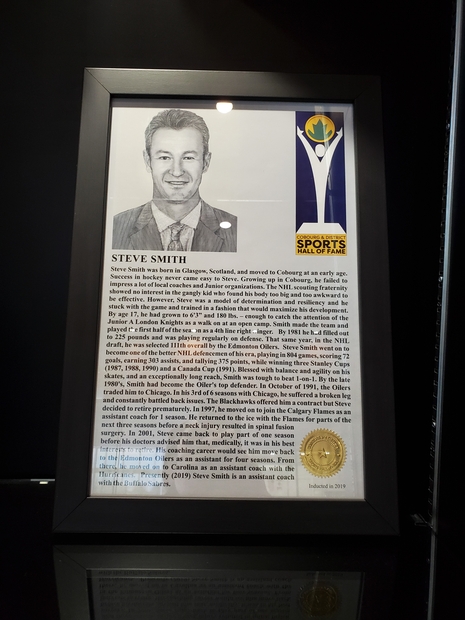 COBOURG & DISTRICT
SPORTS
HALL OF FAME
STEVE SMITH
Steve Smith was born in Glasgow, Scotland, and moved to Cobourg at an early age.
Success in hockey never came easy to Steve. Growing up in Cobourg, he failed to
impress a lot of local coaches and Junior organizations. The NHL scouting fraternity
showed no interest in the gangly kid who found his body too big and too awkward to
be effective. However, Steve was a model of determination and resiliency and he
stuck with the game and trained in a fashion that would maximize his development.
By age 17, he had grown to 6'3" and 180 lbs. – enough to catch the attention of the
Junior A London Knights as a walk on at an open camp. Smith made the team and
played the first half of the season as a 4th line right winger. By 1981 he had filled out
to 225 pounds and was playing regularly on defense. That same year, in the NHL
draft, he was selected 111th overall by the Edmonton Oilers. Steve Smith went on to
become one of the better NHL defencemen of his era, playing in 804 games, scoring 72
goals, earning 303 assists, and tallying 375 points, while winning three Stanley Cups
(1987, 1988, 1990) and a Canada Cup (1991). Blessed with balance and agility on his
skates, and an exceptionally long reach, Smith was tough to beat 1-on-1. By the late
1980's, Smith had become the Oiler's top defender. In October of 1991, the Oilers
traded him to Chicago. In his 3rd of 6 seasons with Chicago, he suffered a broken leg
and constantly battled back issues. The Blackhawks offered him a contract but Steve
decided to retire prematurely. In 1997, he moved on to join the Calgary Flames as an
assistant coach for 1 season. He returned to the ice with the Flames for parts of the
next three seasons before a neck injury resulted in spinal fusion
surgery. In 2001, Steve came back to play part of one season
before his doctors advised him that, medically, it was in his best
interests to retire. His coaching career would see him move back
to the Edmonton Oilers as an assistant for four seasons. From
there, he moved on to Carolina as an assistant coach with the
Hurricanes. Presently (2019) Steve Smith is an assistant coach
with the Buffalo Sabres.
Inducted in 2019